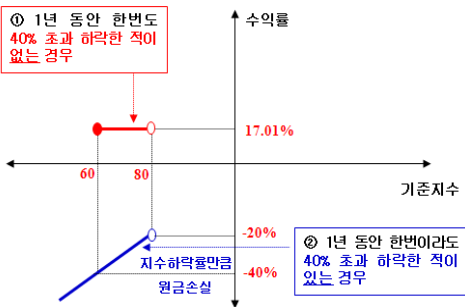 ① 1년 동안 한번도
40% 초과 하락한 적이
없는 경우
수익률
17.01%
60
80
기준지수
-20%
지수하락률만큼
-40%
원금손실
② 1년 동안 한번이라도
40% 초과 하락한 적이
있는 경우